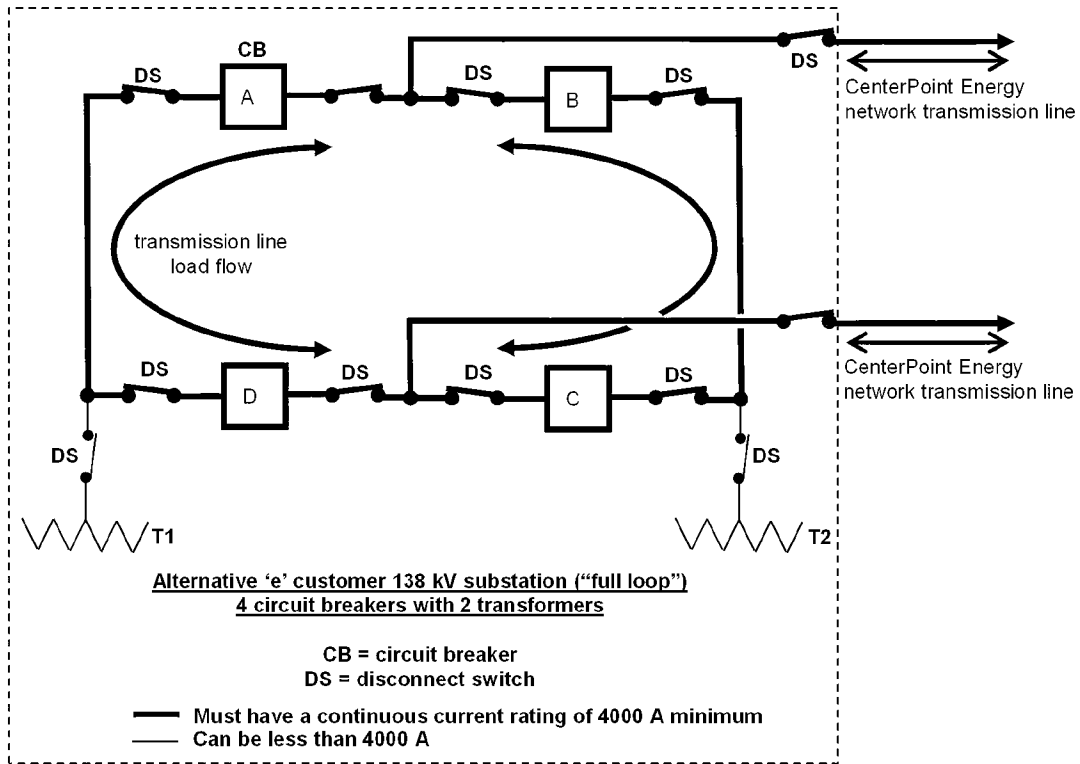 CB
DS
A
DS
B
DS
DS
CenterPoint Energy
network transmission line
transmission line
load flow
DS
D
DS
DS
C
DS
CenterPoint Energy
network transmission line
DS
DS
T1
T2
Alternative ‘e’ customer 138 kV substation (“full loop”)
4 circuit breakers with 2 transformers
CB = circuit breaker
DS = disconnect switch
Must have a continuous current rating of 4000 A minimum
Can be less than 4000 A